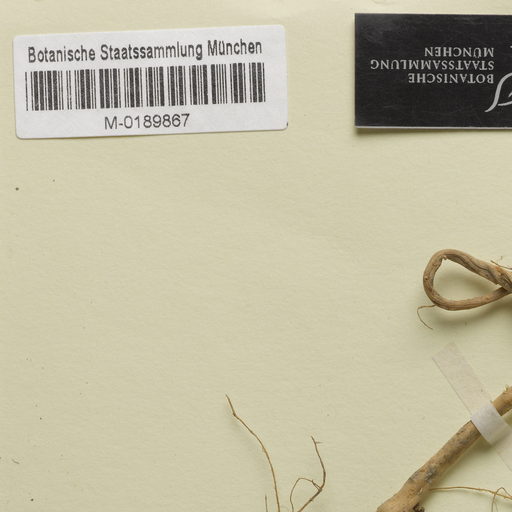 Botanische Staatssammlung München
M-0189867
BOTANISCHE
STAATSSAMMLUNG
MÜNCHEN